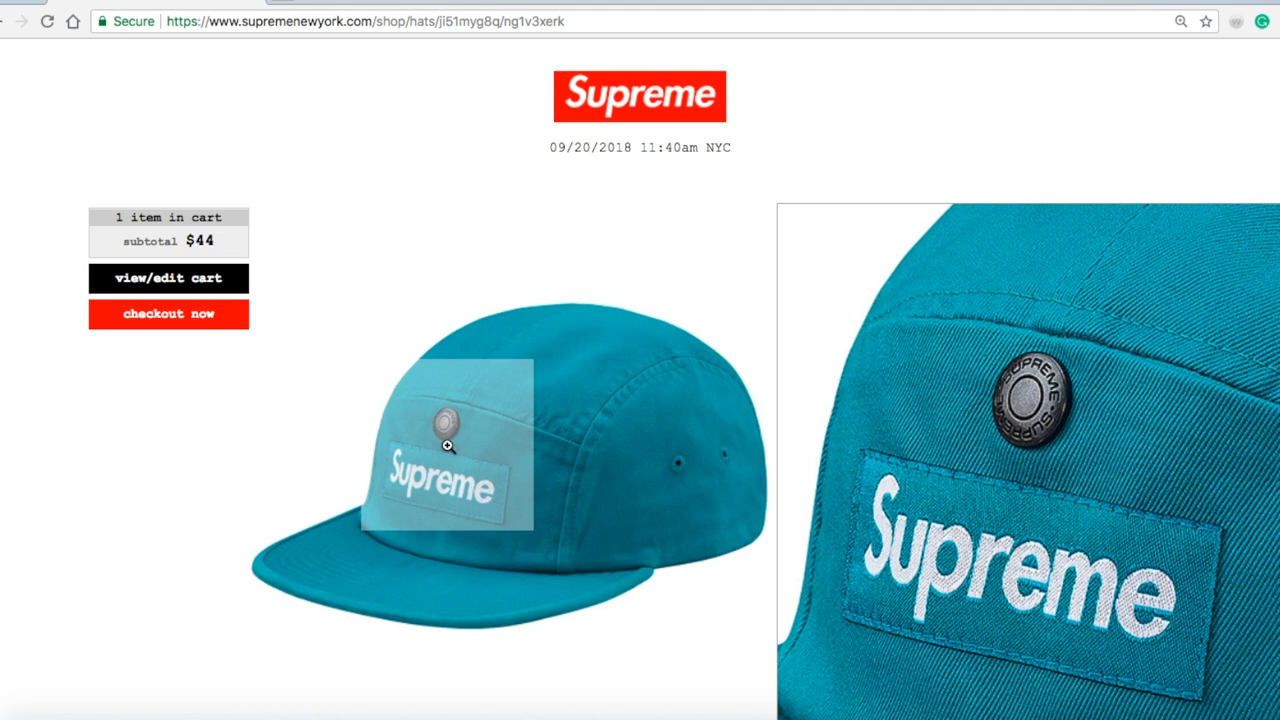 Secure https://www.supremenewyork.com/shop/hats/ji51myg8q/ng1v3xerk
Supreme
09/20/2018 11:40am NYC
1 item in cart
subtotal $44
view/edit cart
checkout now
Supreme
SUPREME · SUPREME
Supreme